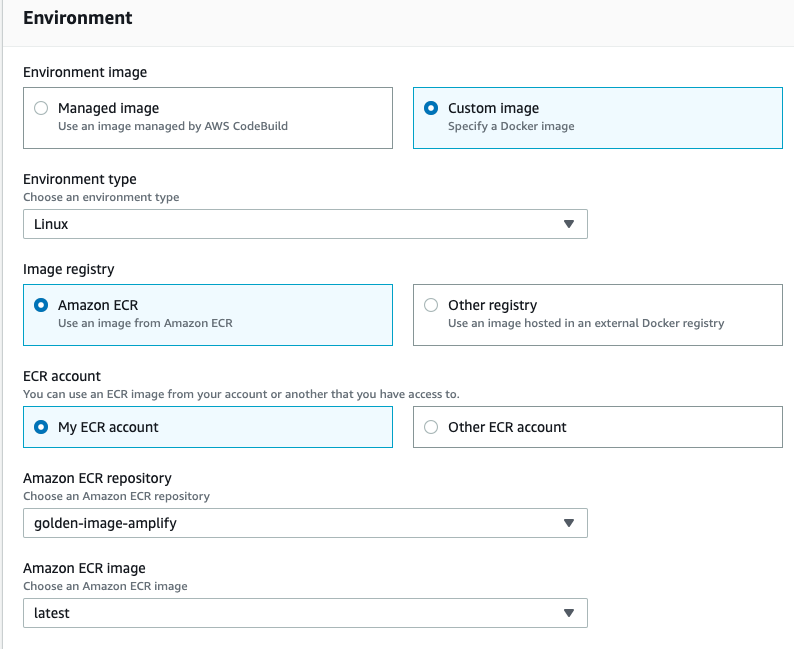 Environment
Environment image
Managed image
Use an image managed by AWS CodeBuild
Custom image
Specify a Docker image
Environment type
Choose an environment type
Linux
Image registry
Amazon ECR
Use an image from Amazon ECR
Other registry
Use an image hosted in an external Docker registry
ECR account
You can use an ECR image from your account or another that you have access to.
My ECR account
Other ECR account
Amazon ECR repository
Choose an Amazon ECR repository
golden-image-amplify
Amazon ECR image
Choose an Amazon ECR image
latest